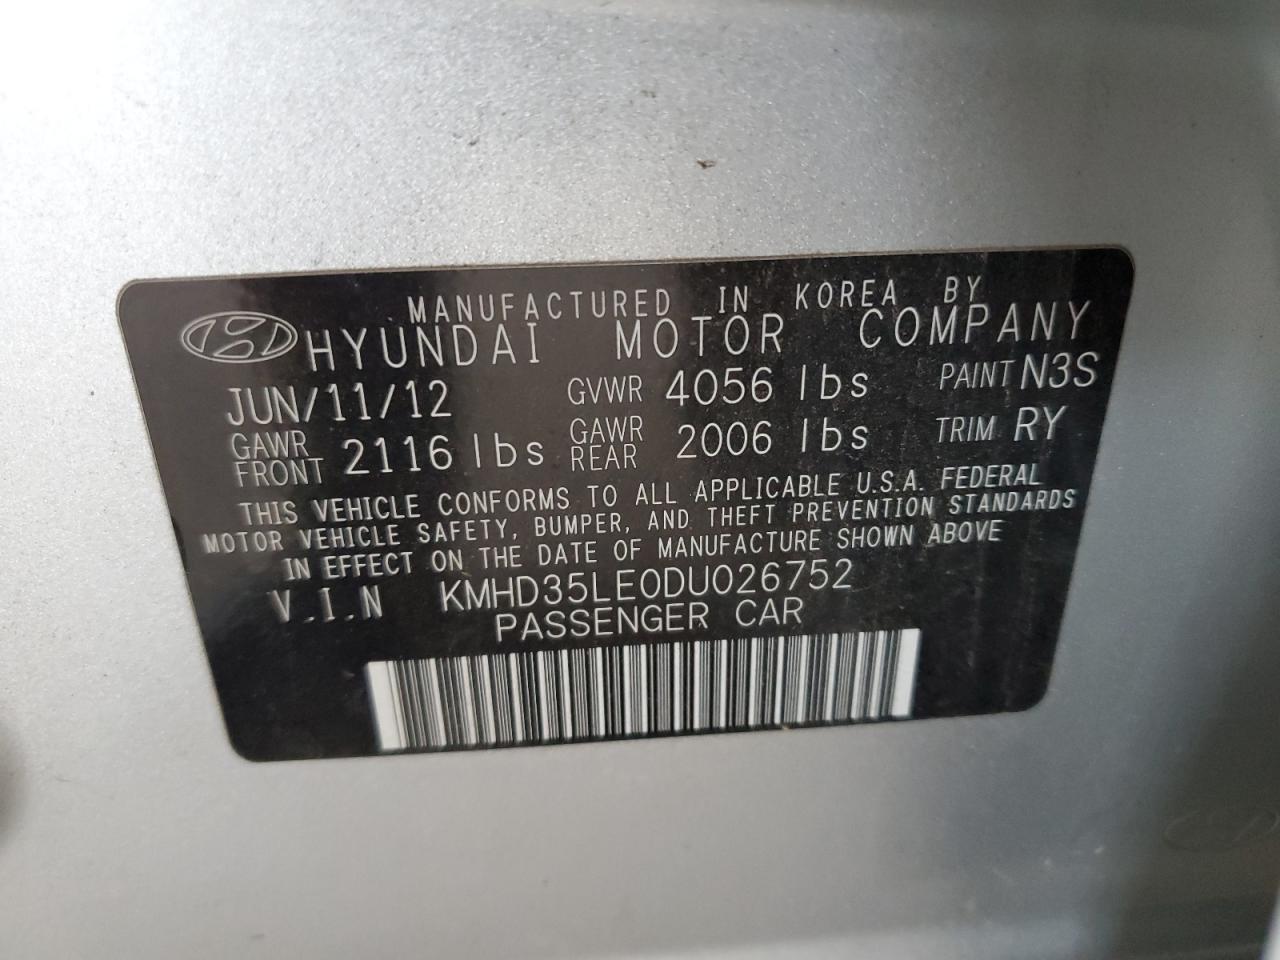 MANUFACTURED IN KOREA BY
HYUNDAI MOTOR COMPANY
JUN/11/12 GVWR 4056 lbs PAINT N3S
GAWR FRONT 2116 lbs GAWR REAR 2006 lbs TRIM RY
THIS VEHICLE CONFORMS TO ALL APPLICABLE U.S.A. FEDERAL
MOTOR VEHICLE SAFETY, BUMPER, AND THEFT PREVENTION STANDARDS
IN EFFECT ON THE DATE OF MANUFACTURE SHOWN ABOVE
V.I.N KMHD35LE0DU026752
PASSENGER CAR